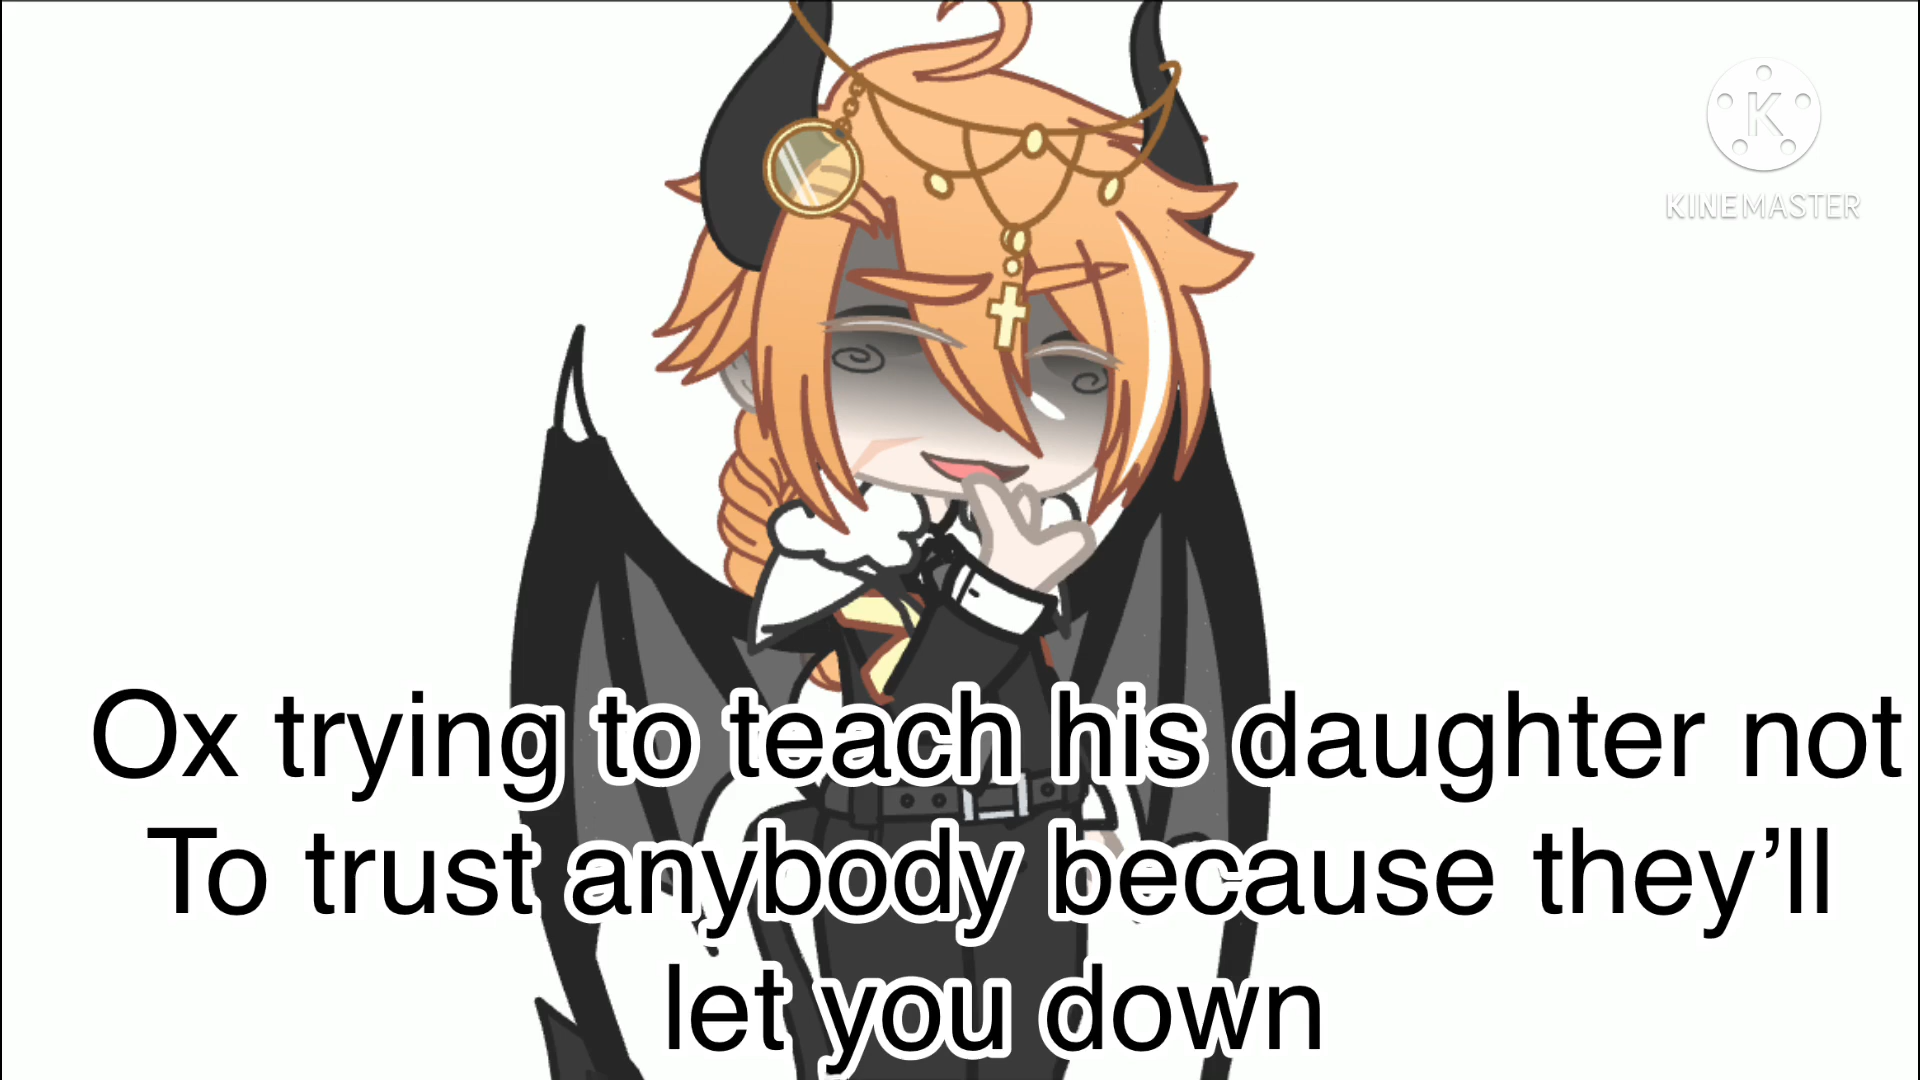 K
KINEMASTER
Ox trying to teach his daughter not
To trust anybody because they’ll
let you down